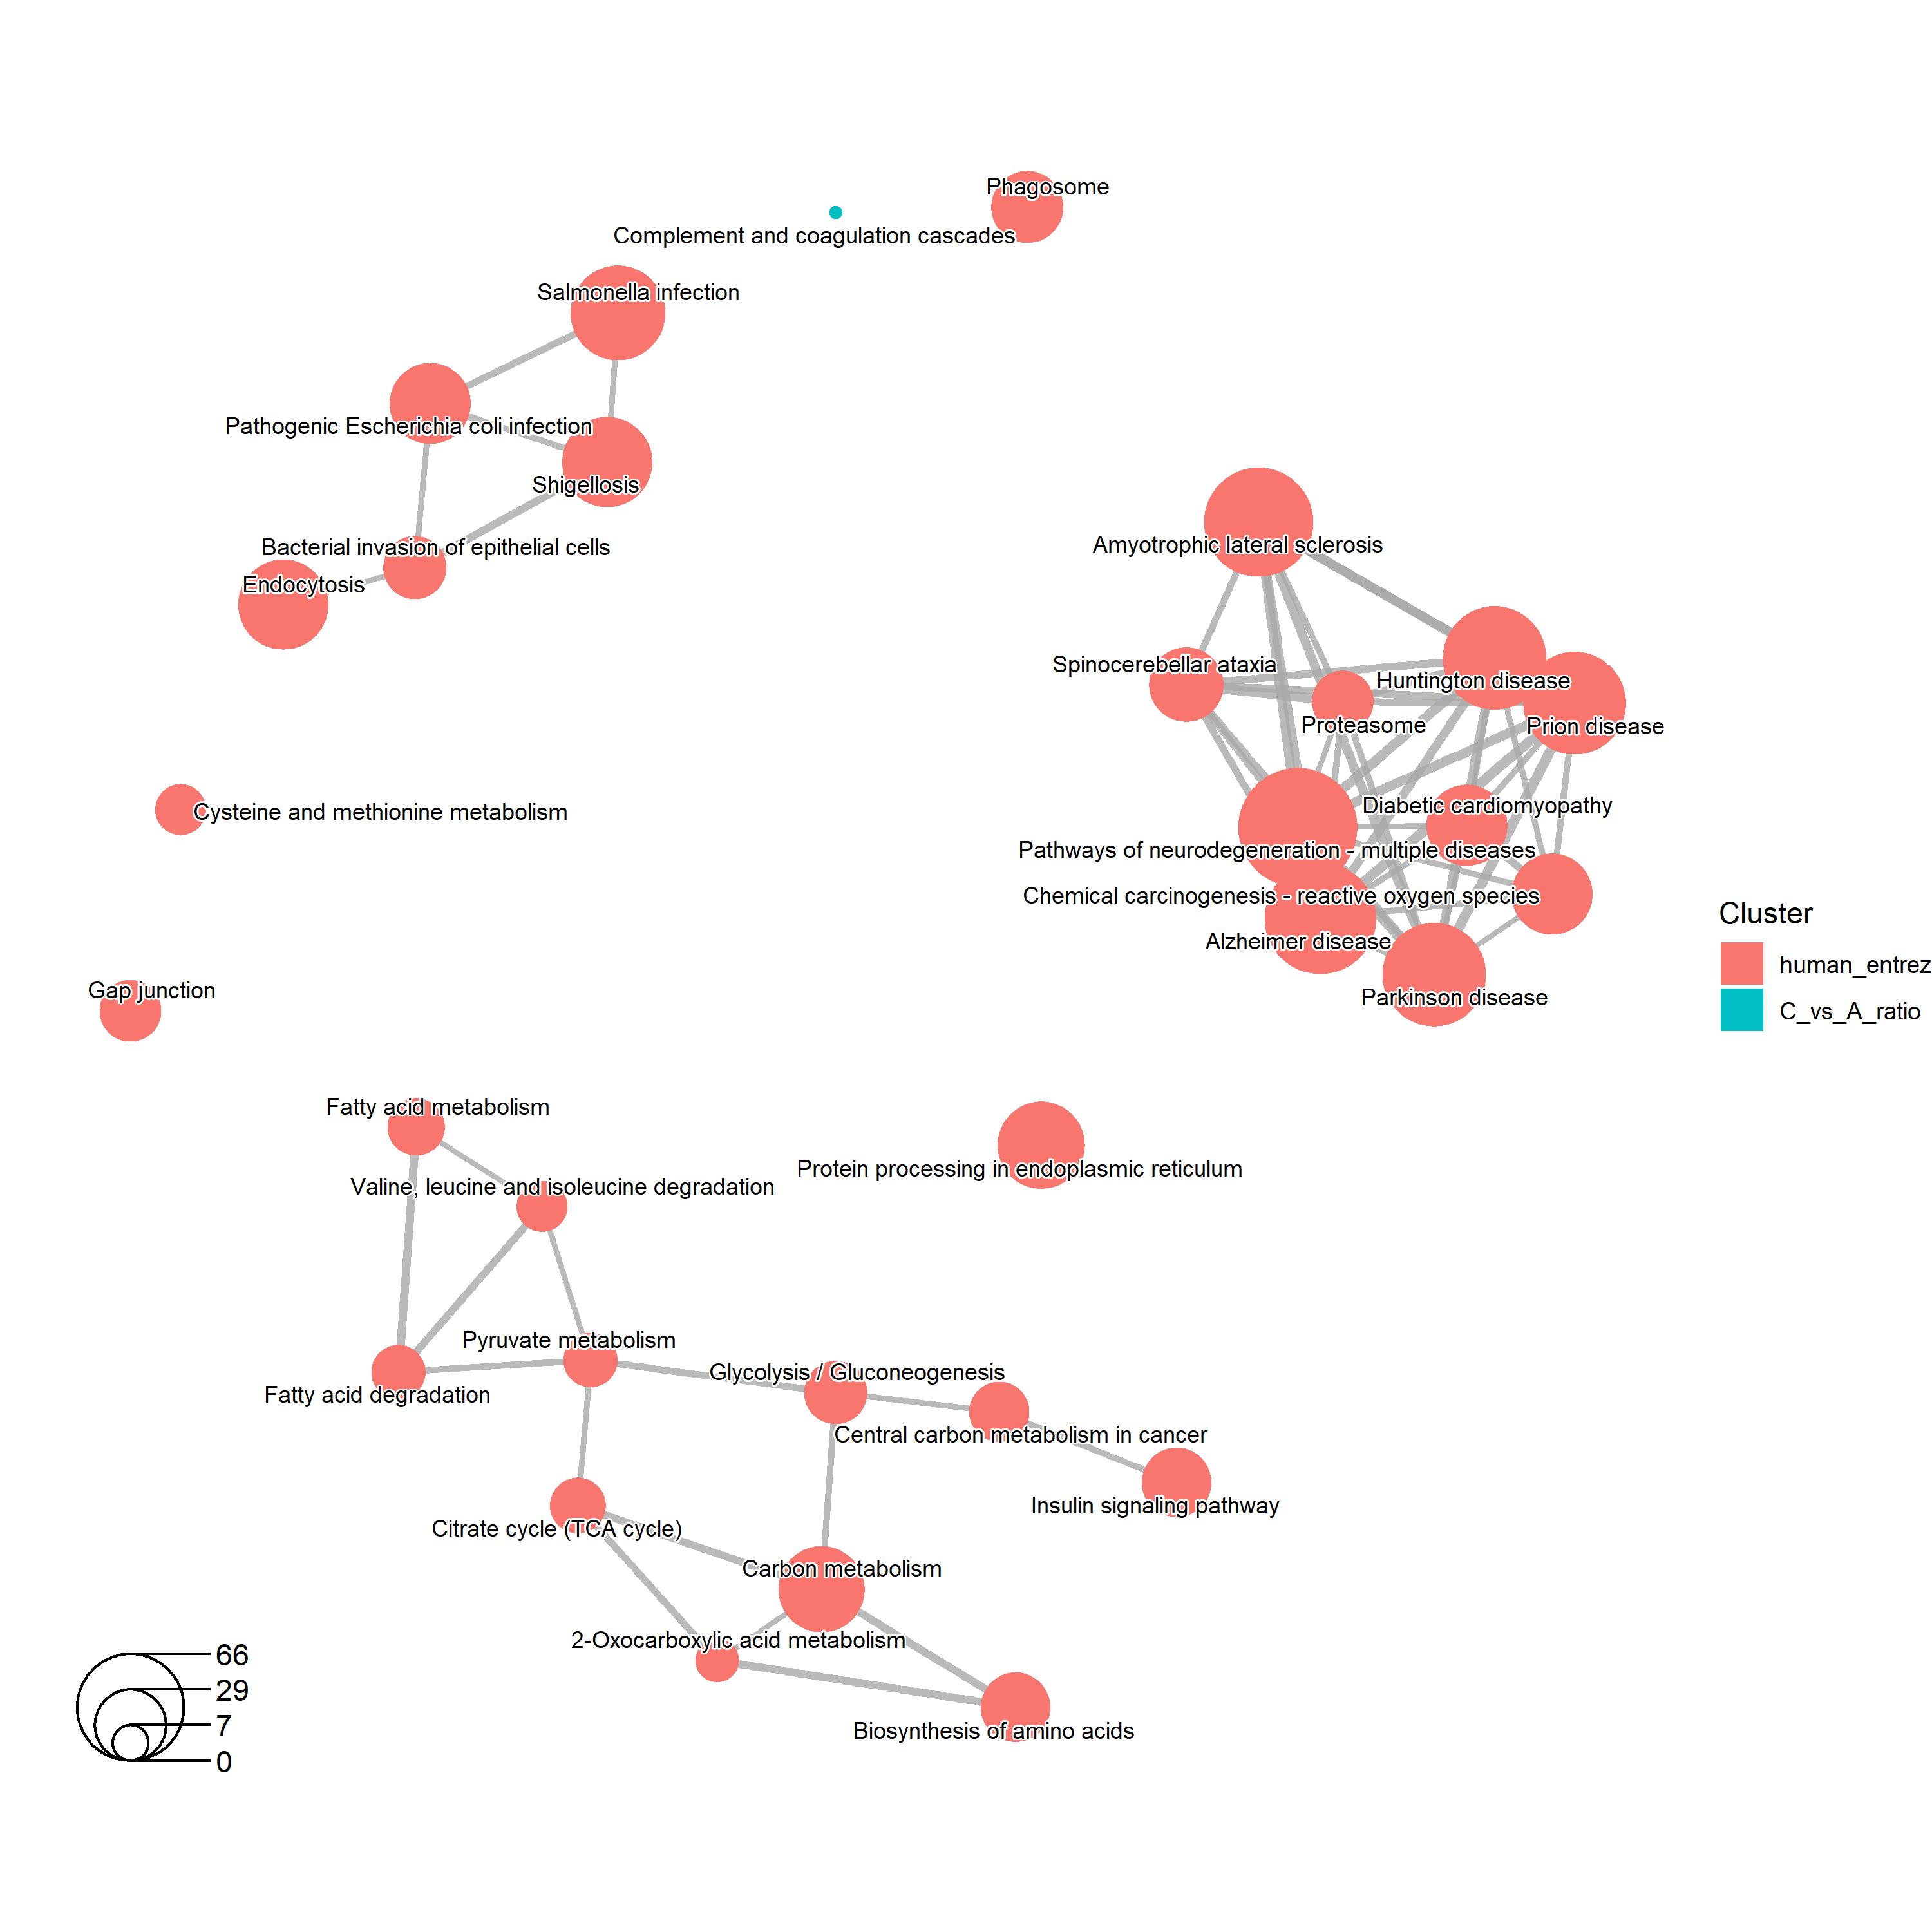 Phagosome
Complement and coagulation cascades
Salmonella infection
Pathogenic Escherichia coli infection
Shigellosis
Bacterial invasion of epithelial cells
Endocytosis
Amyotrophic lateral sclerosis
Spinocerebellar ataxia
Huntington disease
Proteasome
Prion disease
Cysteine and methionine metabolism
Diabetic cardiomyopathy
Pathways of neurodegeneration - multiple diseases
Chemical carcinogenesis - reactive oxygen species
Alzheimer disease
Parkinson disease
Cluster
human_entrez
C_vs_A_ratio
Gap junction
Fatty acid metabolism
Protein processing in endoplasmic reticulum
Valine, leucine and isoleucine degradation
Pyruvate metabolism
Glycolysis / Gluconeogenesis
Fatty acid degradation
Central carbon metabolism in cancer
Insulin signaling pathway
Citrate cycle (TCA cycle)
Carbon metabolism
2-Oxocarboxylic acid metabolism
Biosynthesis of amino acids
66
29
7
0